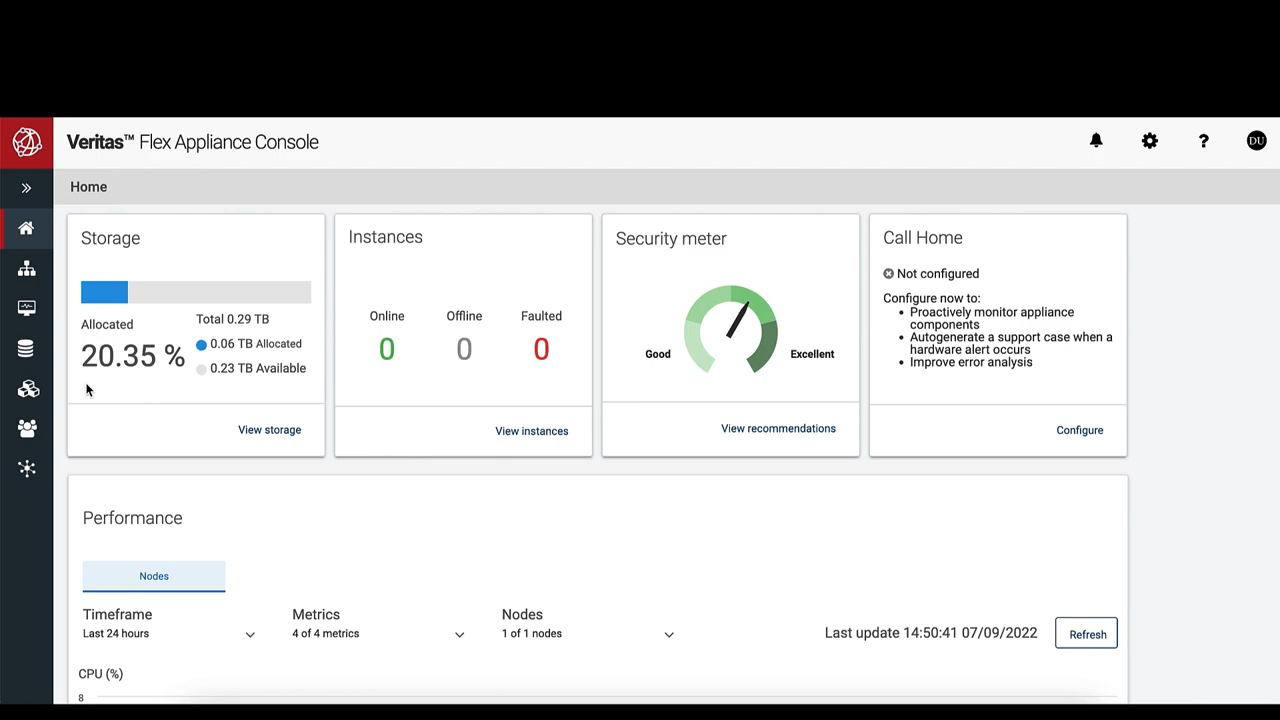 Veritas™ Flex Appliance Console
?
DU
Home
Storage
Allocated
20.35 %
Total 0.29 TB
0.06 TB Allocated
0.23 TB Available
View storage
Instances
Online
Offline
Faulted
0
0
0
View instances
Security meter
Good
Excellent
View recommendations
Call Home
Not configured
Configure now to:
• Proactively monitor appliance
components
• Autogenerate a support case when a
hardware alert occurs
• Improve error analysis
Configure
Performance
Nodes
Timeframe
Last 24 hours
Metrics
4 of 4 metrics
Nodes
1 of 1 nodes
Last update 14:50:41 07/09/2022
Refresh
CPU (%)
8